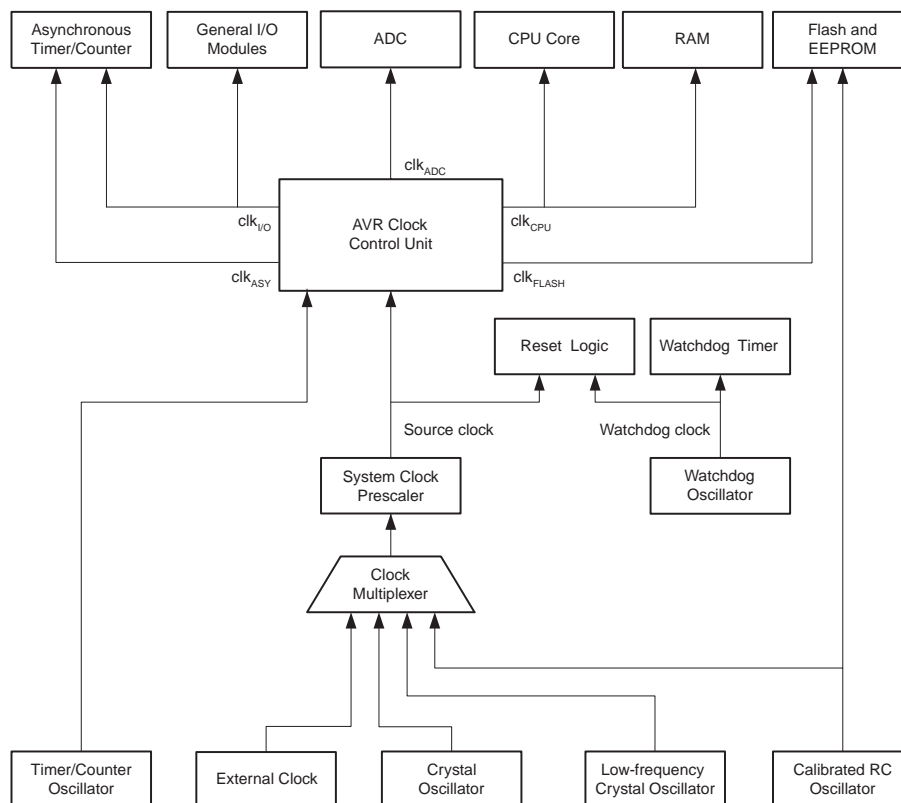 Asynchronous
Timer/Counter
General I/O
Modules
ADC
CPU Core
RAM
Flash and
EEPROM
clkADC
AVR Clock
Control Unit
clkI/O
clkCPU
clkASY
clkFLASH
Reset Logic
Watchdog Timer
Source clock
Watchdog clock
System Clock
Prescaler
Watchdog
Oscillator
Clock
Multiplexer
Timer/Counter
Oscillator
External Clock
Crystal
Oscillator
Low-frequency
Crystal Oscillator
Calibrated RC
Oscillator